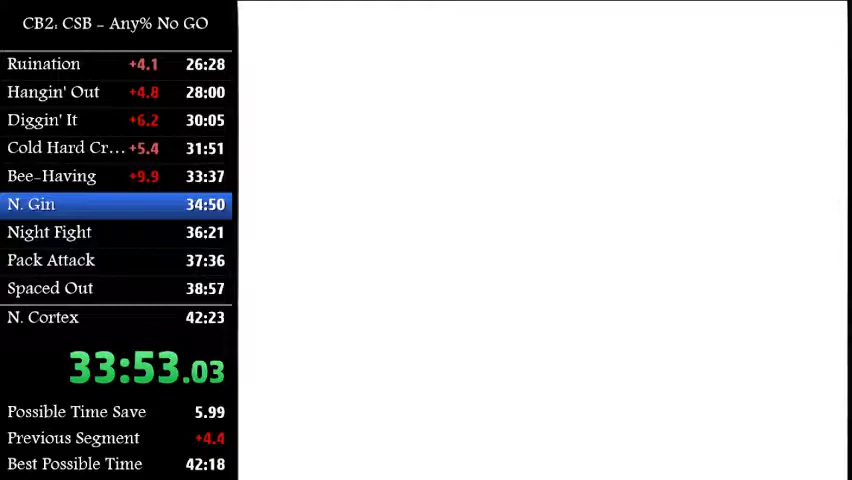 CB2: CSB - Any% No GO
Ruination +4.1 26:28
Hangin' Out +4.8 28:00
Diggin' It +6.2 30:05
Cold Hard Cr... +5.4 31:51
Bee-Having +9.9 33:37
N. Gin 34:50
Night Fight 36:21
Pack Attack 37:36
Spaced Out 38:57
N. Cortex 42:23
33:53.03
Possible Time Save 5.99
Previous Segment +4.4
Best Possible Time 42:18